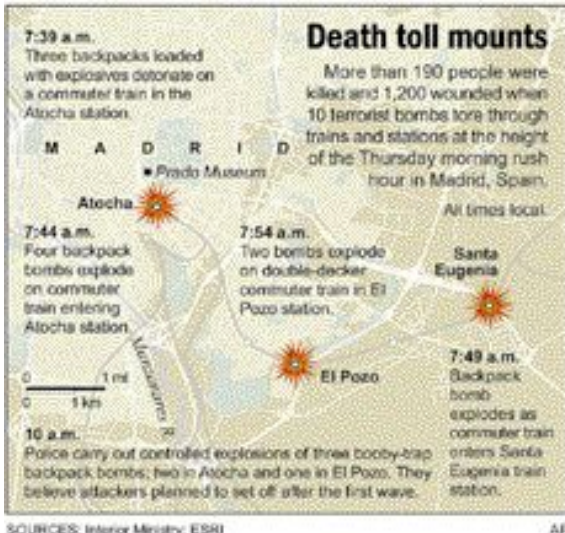 Death toll mounts
More than 190 people were
killed and 1,200 wounded when
10 terrorist bombs tore through
trains and stations at the height
of the Thursday morning rush
hour in Madrid, Spain.
All times local.
7:39 a.m.
Three backpacks loaded
with explosives detonate on
a commuter train in the
Atocha station.
M A D R I D
Prado Museum
Atocha
7:44 a.m.
Four backpack
bombs explode
on commuter
train entering
Atocha station.
7:54 a.m.
Two bombs explode
on double-decker
commuter train in El
Pozo station.
Santa
Eugenia
El Pozo
7:49 a.m.
Backpack
bomb
explodes as
commuter train
enters Santa
Eugenia train
station.
Manzanares R.
0 1 mi
0 1 km
10 a.m.
Police carry out controlled explosions of three booby-trap
backpack bombs; two in Atocha and one in El Pozo. They
believe attackers planned to set off after the first wave.
SOURCES: Interior Ministry; ESRI
AP